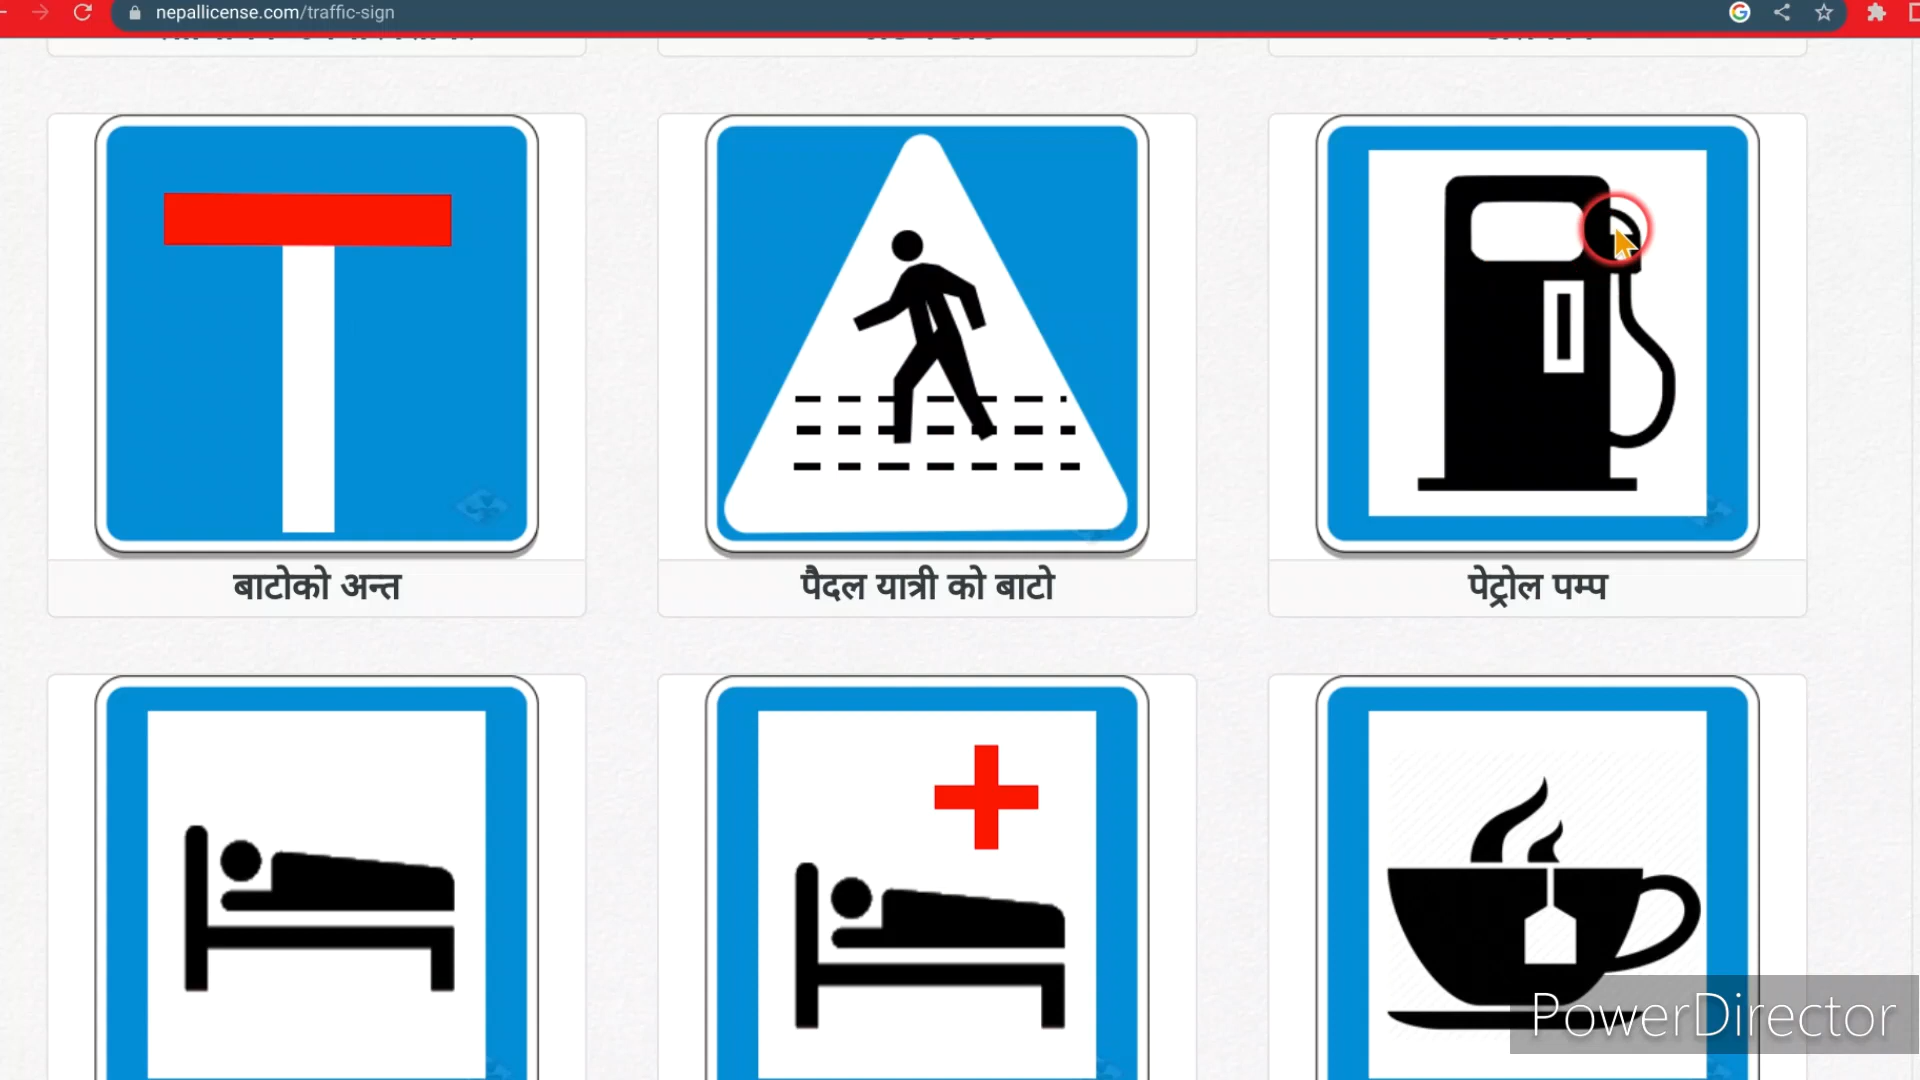 nepallicense.com/traffic-sign
बाटोको अन्त
पैदल यात्री को बाटो
पेट्रोल पम्प
PowerDirector